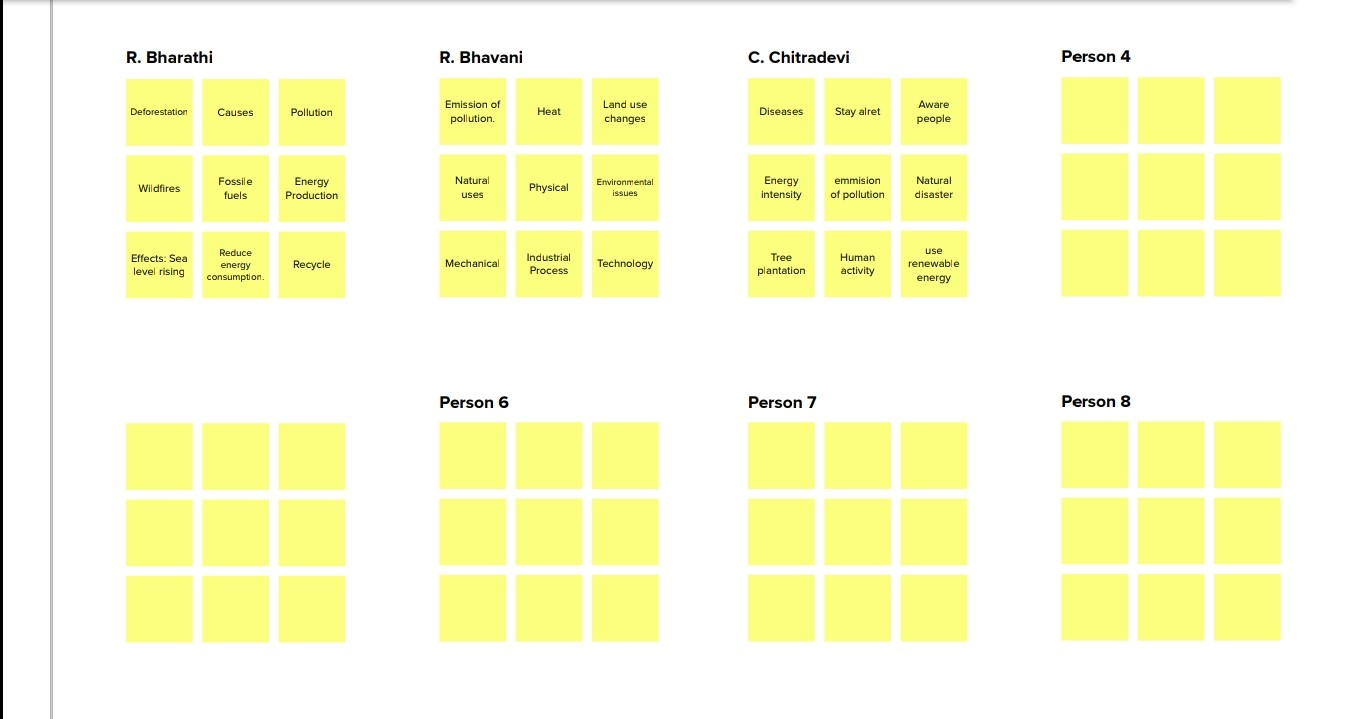 R. Bharathi
Deforestation
Causes
Pollution
Wildfires
Fossile
fuels
Energy
Production
Effects: Sea
level rising
Reduce
energy
consumption.
Recycle
R. Bhavani
Emission of
pollution.
Heat
Land use
changes
Natural
uses
Physical
Environmental
issues
Mechanical
Industrial
Process
Technology
C. Chitradevi
Diseases
Stay alret
Aware
people
Energy
intensity
emmision
of pollution
Natural
disaster
Tree
plantation
Human
activity
use
renewable
energy
Person 4
Person 6
Person 7
Person 8